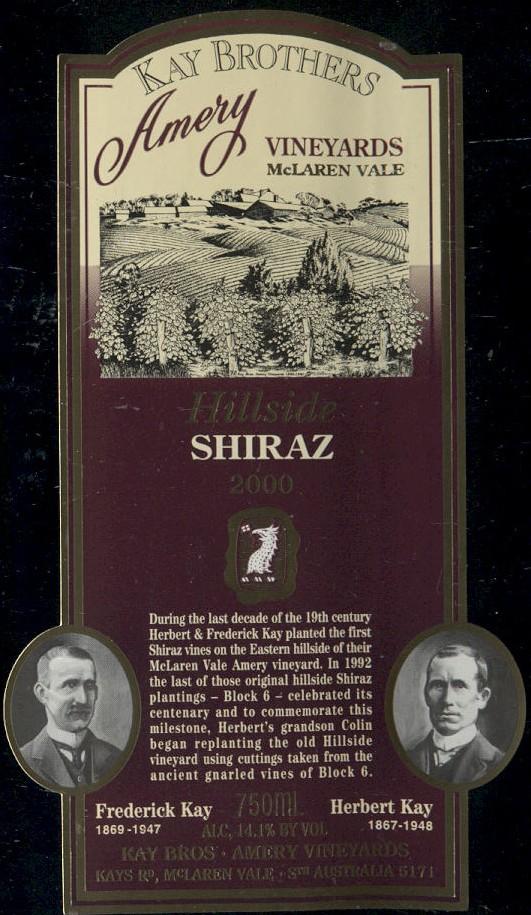 KAY BROTHERS
Amery
VINEYARDS
McLAREN VALE
Hillside
SHIRAZ
2000
During the last decade of the 19th century
Herbert & Frederick Kay planted the first
Shiraz vines on the Eastern hillside of their
McLaren Vale Amery vineyard. In 1992
the last of those original hillside Shiraz
plantings – Block 6 – celebrated its
centenary and to commemorate this
milestone, Herbert's grandson Colin
began replanting the old Hillside
vineyard using cuttings taken from the
ancient gnarled vines of Block 6.
Frederick Kay 750ML Herbert Kay
1869-1947 ALC, 14.1% BY VOL 1867-1948
KAY BROS · AMERY VINEYARDS
KAYS RD, McLAREN VALE · STH AUSTRALIA 5171